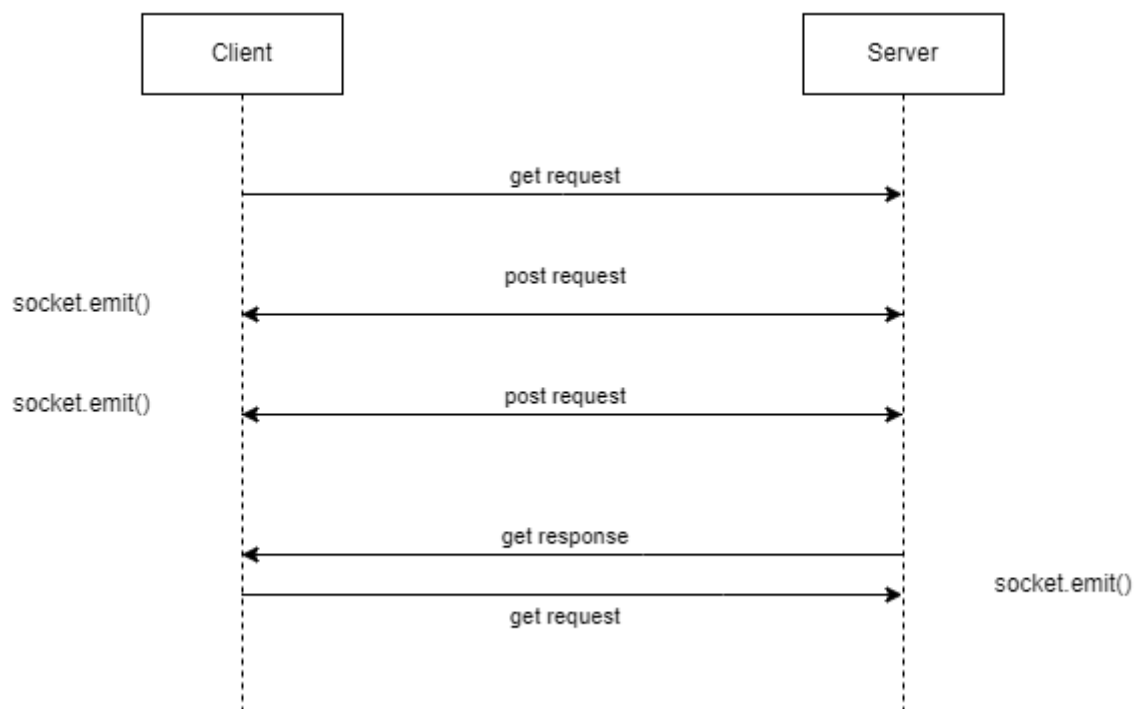 Client
Server
get request
post request
socket.emit()
post request
socket.emit()
get response
socket.emit()
get request